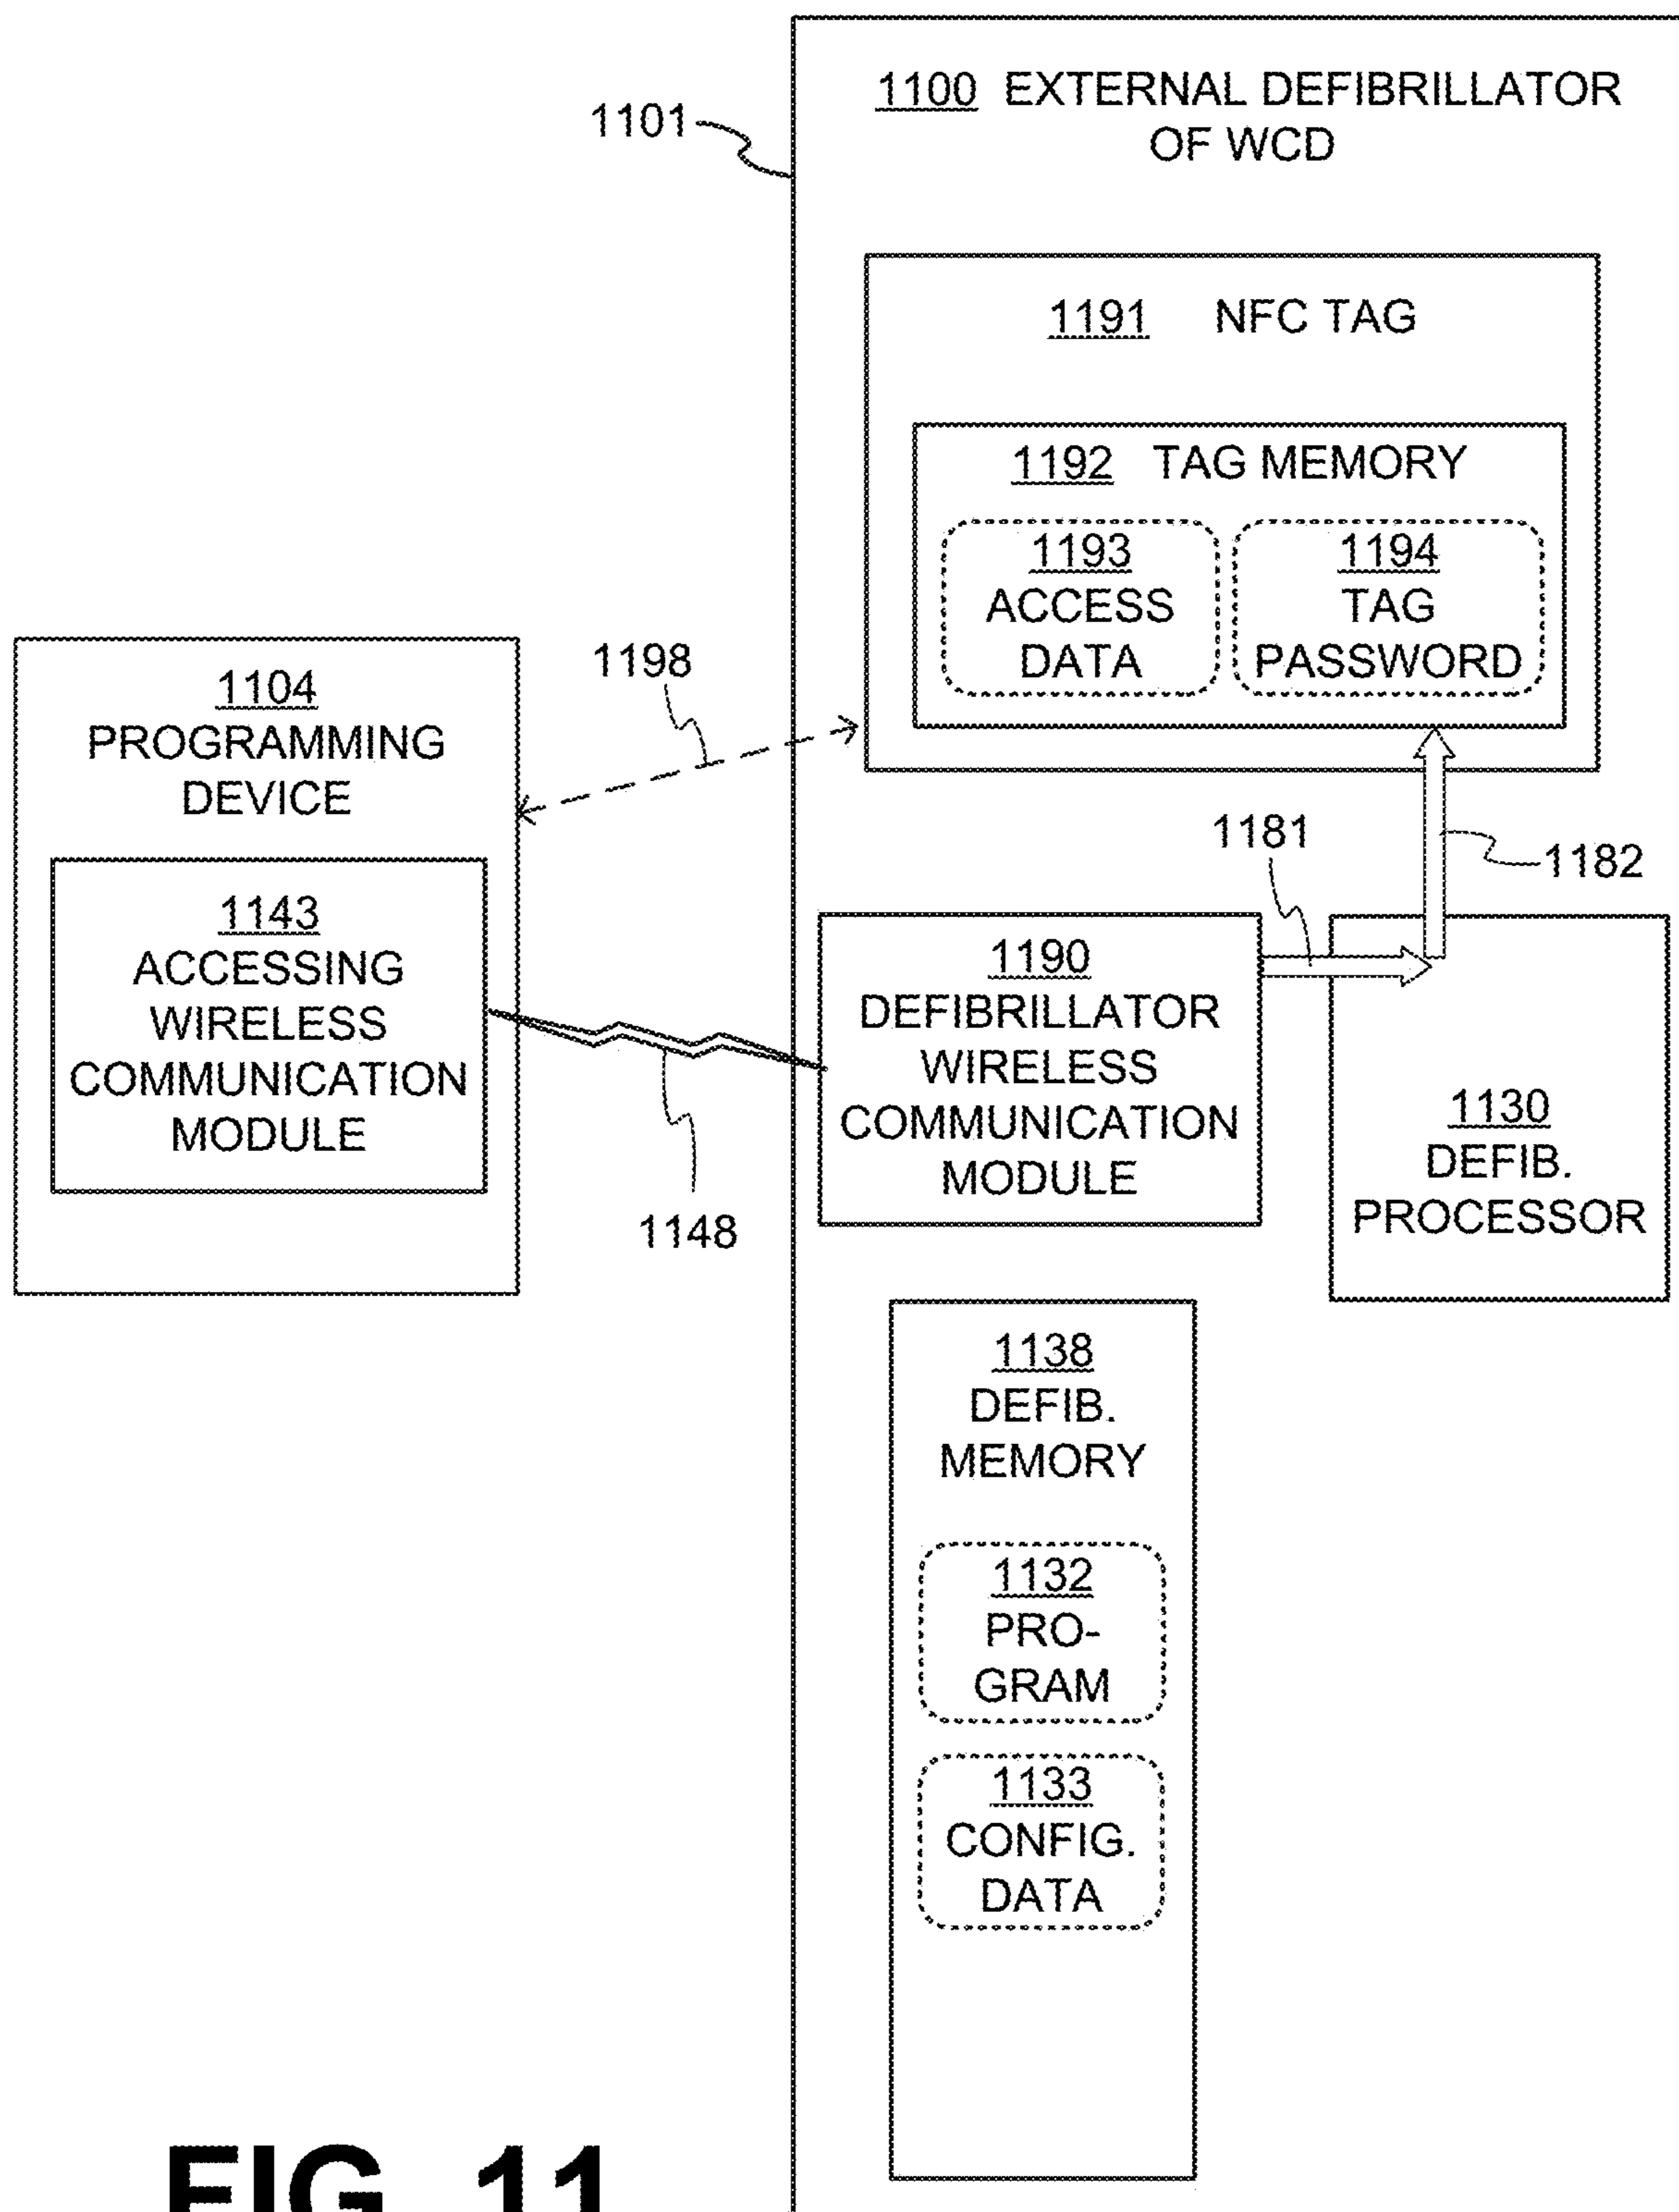 1100 EXTERNAL DEFIBRILLATOR
OF WCD
1101
1191 NFC TAG
1192 TAG MEMORY
1193
ACCESS
DATA
1194
TAG
PASSWORD
1198
1104
PROGRAMMING
DEVICE
1143
ACCESSING
WIRELESS
COMMUNICATION
MODULE
1148
1181
1182
1190
DEFIBRILLATOR
WIRELESS
COMMUNICATION
MODULE
1130
DEFIB.
PROCESSOR
1138
DEFIB.
MEMORY
1132
PRO-
GRAM
1133
CONFIG.
DATA
FIG. 11